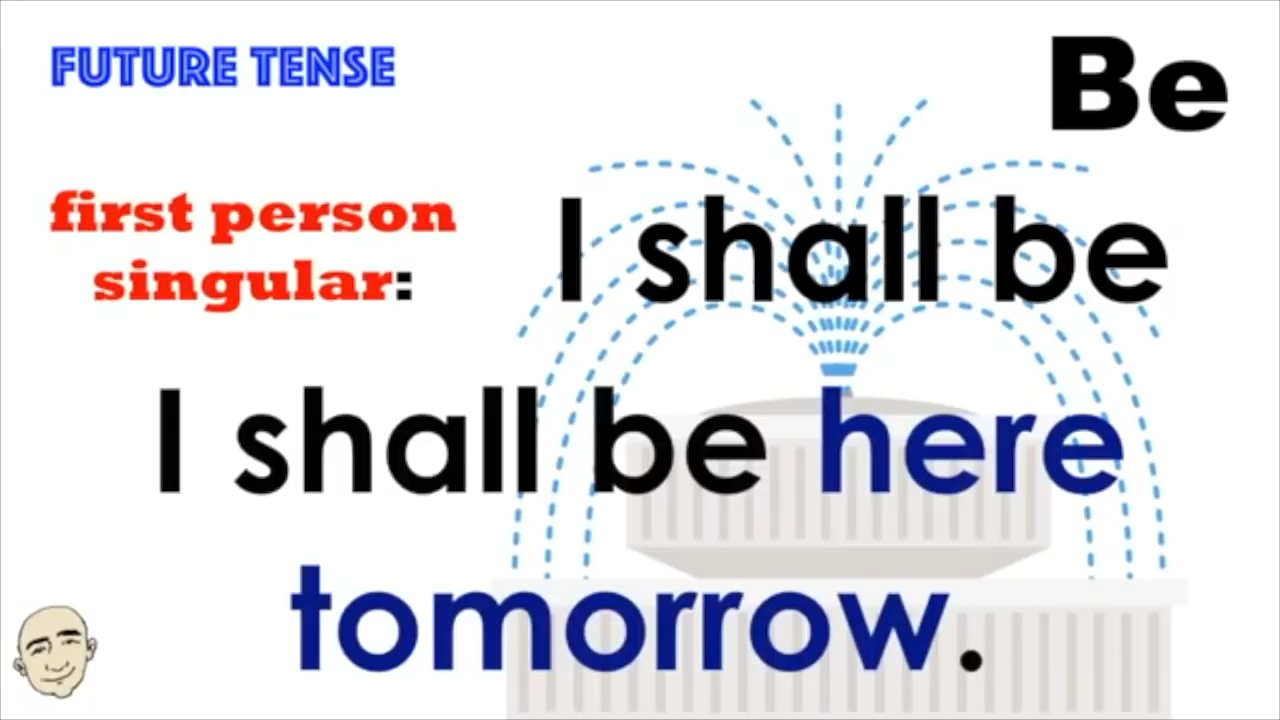 FUTURE TENSE
Be
first person
singular:
I shall be
I shall be here
tomorrow.